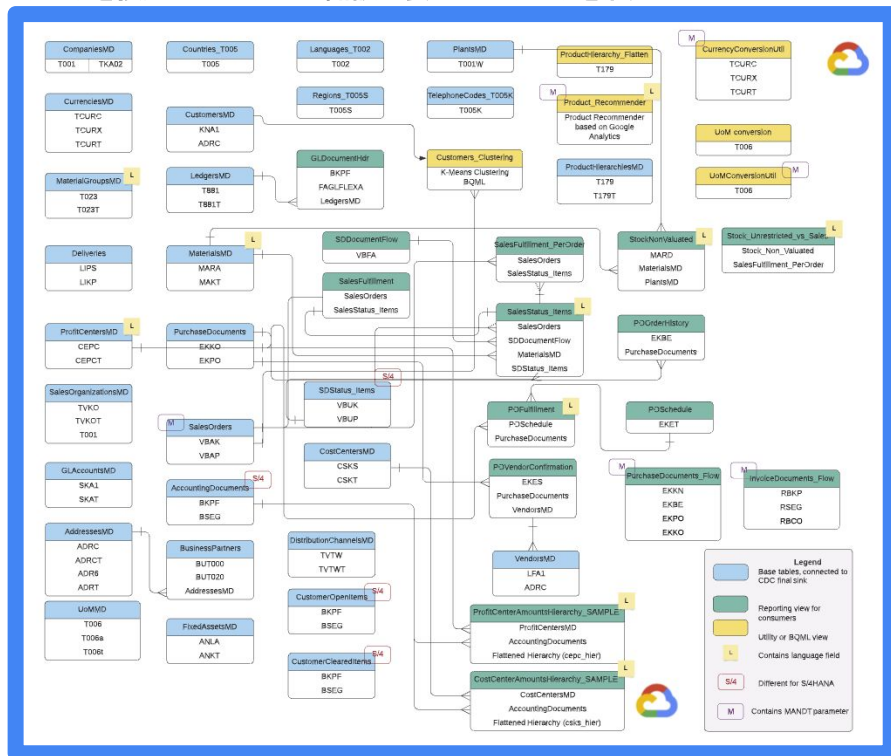 CompaniesMD
T001 TKA02
Countries_T005
T005
Languages_T002
T002
PlantsMD
T001W
ProductHierarchy_Flatten
T179
M
CurrencyConversionUtil
TCURC
TCURX
TCURT
CurrenciesMD
TCURC
TCURX
TCURT
CustomersMD
KNA1
ADRC
Regions_T005S
T005S
TelephoneCodes_T005K
T005K
M
L
Product_Recommender
Product Recommender
based on Google
Analytics
UoM conversion
T006
MaterialGroupsMD
L
T023
T023T
LedgersMD
T881
T881T
GLDocumentHdr
BKPF
FAGLFLEXA
LedgersMD
Customers_Clustering
K-Means Clustering
BQML
ProductHierarchiesMD
T179
T179T
M
UoMConversionUtil
T006
Deliveries
LIPS
LIKP
MaterialsMD
L
MARA
MAKT
SDDocumentFlow
VBFA
SalesFulfillment_PerOrder
SalesOrders
SalesStatus_Items
StockNonValuated
L
MARD
MaterialsMD
PlantsMD
Stock_Unrestricted_vs_Sales
L
Stock_Non_Valuated
SalesFulfillment_PerOrder
SalesFulfillment
SalesOrders
SalesStatus_Items
ProfitCentersMD
L
CEPC
CEPCT
PurchaseDocuments
EKKO
EKPO
SalesStatus_Items
L
SalesOrders
SDDocumentFlow
MaterialsMD
SDStatus_Items
POOrderHistory
EKBE
PurchaseDocuments
SalesOrganizationsMD
TVKO
TVKOT
T001
M
SalesOrders
VBAK
VBAP
S/4
SDStatus_Items
VBUK
VBUP
POFulfillment
L
POSchedule
PurchaseDocuments
POSchedule
EKET
GLAccountsMD
SKA1
SKAT
S/4
AccountingDocuments
BKPF
BSEG
CostCentersMD
CSKS
CSKT
POVendorConfirmation
EKES
PurchaseDocuments
VendorsMD
M
PurchaseDocuments_Flow
EKKN
EKBE
EKPO
EKKO
M
InvoiceDocuments_Flow
RBKP
RSEG
RBCO
AddressesMD
ADRC
ADRCT
ADR6
ADRT
BusinessPartners
BUT000
BUT020
AddressesMD
DistributionChannelsMD
TVTW
TVTWT
VendorsMD
LFA1
ADRC
UoMMD
T006
T006a
T006t
FixedAssetsMD
ANLA
ANKT
S/4
CustomerOpenItems
BKPF
BSEG
S/4
CustomerClearedItems
BKPF
BSEG
L
ProfitCenterAmountsHierarchy_SAMPLE
ProfitCentersMD
AccountingDocuments
Flattened Hierarchy (cepc_hier)
L
CostCenterAmountsHierarchy_SAMPLE
CostCentersMD
AccountingDocuments
Flattened Hierarchy (csks_hier)
Legend
Base tables, connected to
CDC final sink
Reporting view for
consumers
Utility or BQML view
L
Contains language field
S/4
Different for S/4HANA
M
Contains MANDT parameter